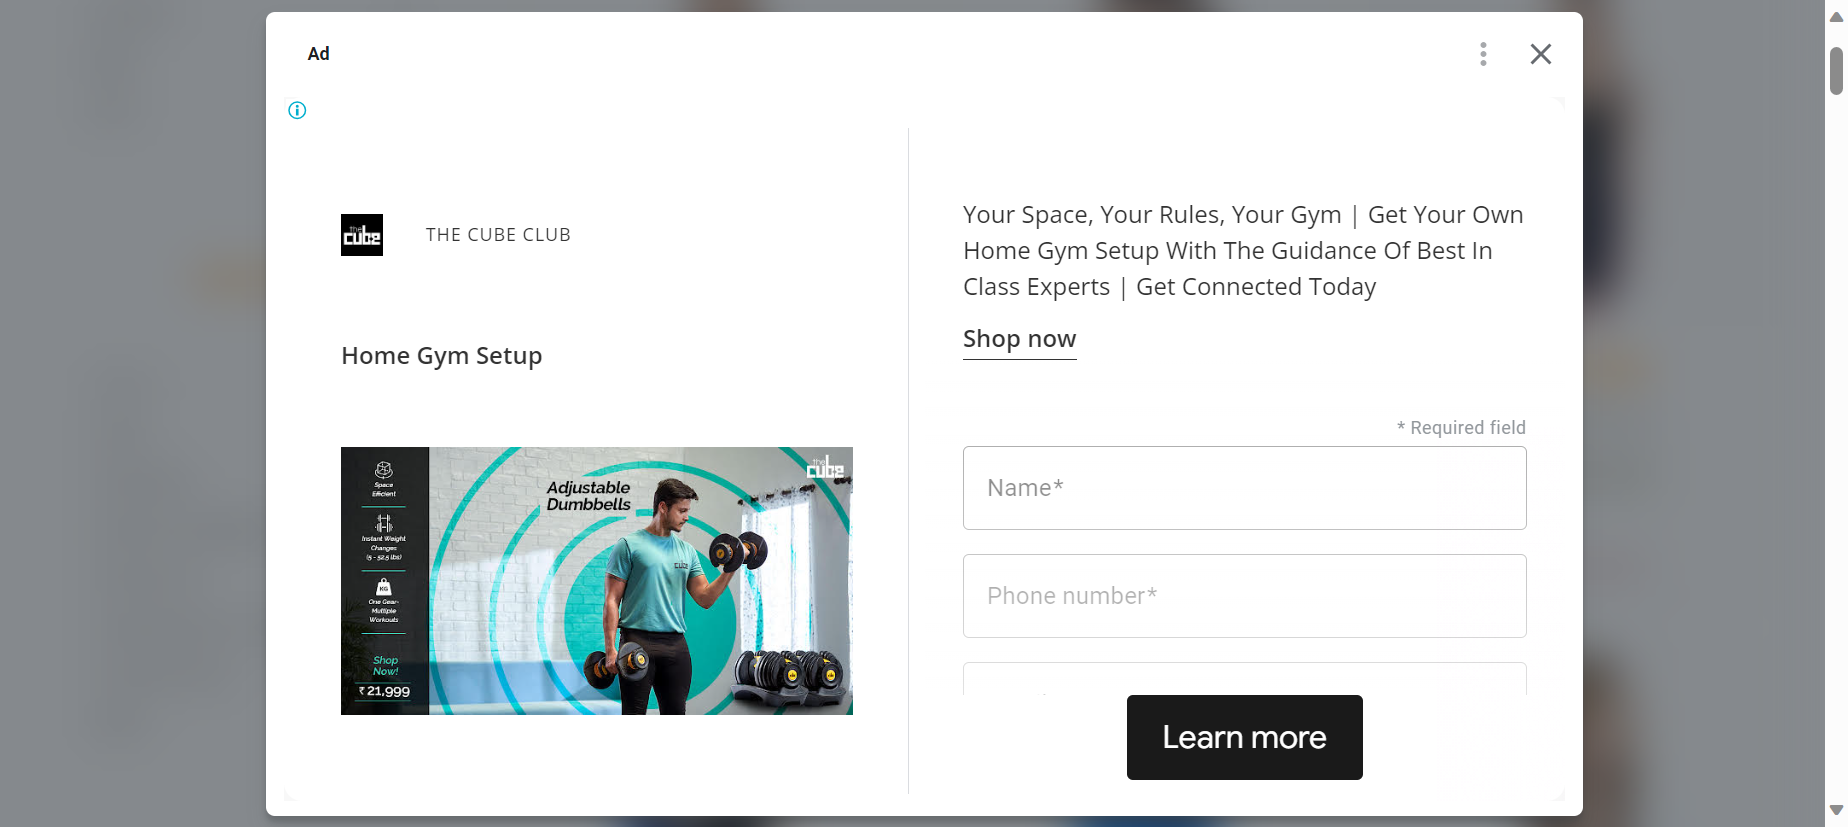 Ad
the
cube
THE CUBE CLUB
Home Gym Setup
Space
Efficient
Instant Weight
Changes
(5 - 52.5 lbs)
KG
One Gear-
Multiple
Workouts
Shop
Now!
₹ 21,999
Adjustable
Dumbbells
the
cube
cube
Your Space, Your Rules, Your Gym | Get Your Own
Home Gym Setup With The Guidance Of Best In
Class Experts | Get Connected Today
Shop now
* Required field
Name*
Phone number*
Learn more